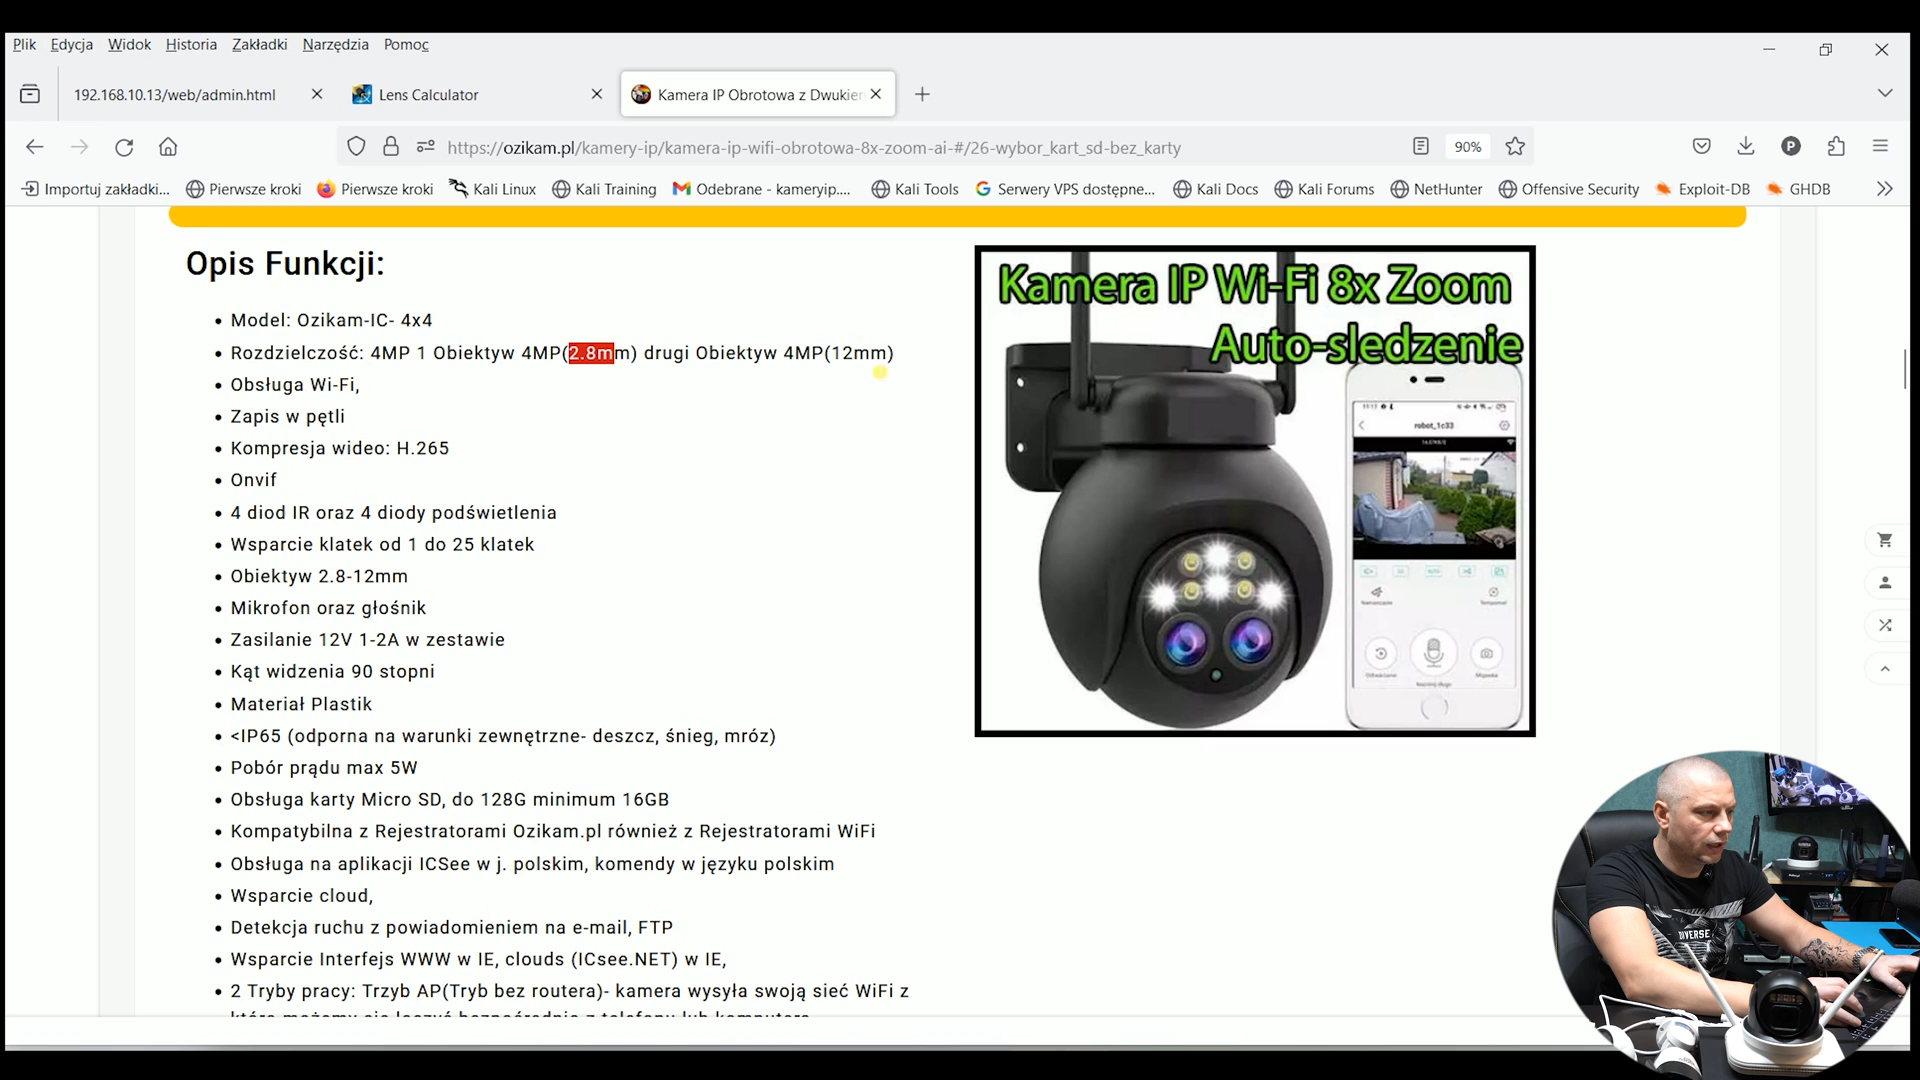 Plik Edycja Widok Historia Zakładki Narzędzia Pomoc
192.168.10.13/web/admin.html
Lens Calculator
Kamera IP Obrotowa z Dwukier
https://ozikam.pl/kamery-ip/kamera-ip-wifi-obrotowa-8x-zoom-ai-#/26-wybor_kart_sd-bez_karty
90%
P
Importuj zakładki...
Pierwsze kroki
Pierwsze kroki
Kali Linux
Kali Training
Odebrane - kameryip....
Kali Tools
Serwery VPS dostępne...
Kali Docs
Kali Forums
NetHunter
Offensive Security
Exploit-DB
GHDB
Opis Funkcji:
Model: Ozikam-IC- 4x4
Rozdzielczość: 4MP 1 Obiektyw 4MP(2.8mm) drugi Obiektyw 4MP(12mm)
Obsługa Wi-Fi,
Zapis w pętli
Kompresja wideo: H.265
Onvif
4 diod IR oraz 4 diody podświetlenia
Wsparcie klatek od 1 do 25 klatek
Obiektyw 2.8-12mm
Mikrofon oraz głośnik
Zasilanie 12V 1-2A w zestawie
Kąt widzenia 90 stopni
Materiał Plastik
<IP65 (odporna na warunki zewnętrzne- deszcz, śnieg, mróz)
Pobór prądu max 5W
Obsługa karty Micro SD, do 128G minimum 16GB
Kompatybilna z Rejestratorami Ozikam.pl również z Rejestratorami WiFi
Obsługa na aplikacji ICSee w j. polskim, komendy w języku polskim
Wsparcie cloud,
Detekcja ruchu z powiadomieniem na e-mail, FTP
Wsparcie Interfejs WWW w IE, clouds (ICsee.NET) w IE,
2 Tryby pracy: Trzyb AP(Tryb bez routera)- kamera wysyła swoją sieć WiFi z
Kamera IP Wi-Fi 8x Zoom
Auto-sledzenie
11:17
robot_1c33
DIVERSE